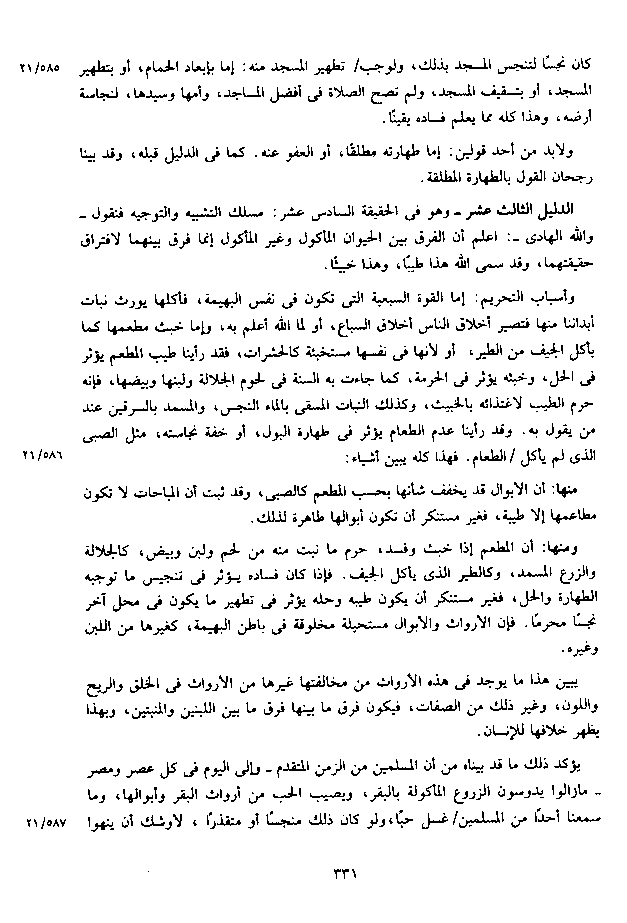 كان نجسًا لتنجس المسجد بذلك، ولوجب/ تطهير المسجد منه: إما بإبعاد الحمام، أو بتطهير ٢١/٥٨٥
المسجد، أو بتسقيف المسجد، ولم تصح الصلاة فى أفضل المساجد، وأمها وسيدها، لنجاسة
أرضه، وهذا كله مما يعلم فساده يقينًا.
ولابد من أحد قولين: إما طهارته مطلقًا، أو العفو عنه. كما فى الدليل قبله، وقد بينا
رجحان القول بالطهارة المطلقة.
الدليل الثالث عشر ـ وهو فى الحقيقة السادس عشر: مسلك التشبيه والتوجيه فنقول ـ
والله الهادى ـ: اعلم أن الفرق بين الحيوان المأكول وغير المأكول إنما فرق بينهما لافتراق
حقيقتهما، وقد سمى الله هذا طيبًا، وهذا خبيثًا.
وأسباب التحريم: إما القوة السبعية التى تكون فى نفس البهيمة، فأكلها يورث نبات
أبداننا منها فتصير أخلاق الناس أخلاق السباع، أو لما الله أعلم به، وإما خبث مطعمها كما
يأكل الجيف من الطير، أو لأنها فى نفسها مستخبثة كالحشرات، فقد رأينا طيب المطعم يؤثر
فى الحل، وخبثه يؤثر فى الحرمة، كما جاءت به السنة فى لحوم الجلالة ولبنها وبيضها، فإنه
حرم الطيب لاغتذائه بالخبيث، وكذلك النبات المسقى بالماء النجس، والمسمد بالسرقين عند
من يقول به. وقد رأينا عدم الطعام يؤثر فى طهارة البول، أو خفة نجاسته، مثل الصبى
الذى لم يأكل /الطعام. فهذا كله يبين أشياء: ٢١/٥٨٦
منها: أن الأبوال قد يخفف شأنها بحسب المطعم كالصبى، وقد ثبت أن المباحات لا تكون
مطاعمها إلا طيبة، فغير مستنكر أن تكون أبوالها طاهرة لذلك.
ومنها: أن المطعم إذا خبث وفسد، حرم ما نبت منه من لحم ولبن وبيض، كالجلالة
والزرع المسمد، وكالطير الذى يأكل الجيف. فإذا كان فساده يؤثر فى تنجيس ما توجبه
الطهارة والحل، فغير مستنكر أن يكون طيبه وحله يؤثر فى تطهير ما يكون فى محل آخر
نجسًا محرمًا. فإن الأرواث والأبوال مستحيلة مخلوقة فى باطن البهيمة، كغيرها من اللبن
وغيره.
يبين هذا ما يوجد فى هذه الأرواث من مخالفتها غيرها من الأرواث فى الخلق والريح
واللون، وغير ذلك من الصفات، فيكون فرق ما بينها فرق ما بين اللبنين والمنبتين، وبهذا
يظهر خلافها للإنسان.
يؤكد ذلك ما قد بيناه من أن المسلمين من الزمن المتقدم ـ وإلى اليوم فى كل عصر ومصر
ـ مازالوا يدوسون الزروع المأكولة بالبقر، ويصيب الحب من أرواث البقر وأبوالها، وما
سمعنا أحدًا من المسلمين/غسل حبًا،ولو كان ذلك منجسًا أو متقذرًا ، لأوشك أن ينهوا ٢١/٥٨٧
٣٣١